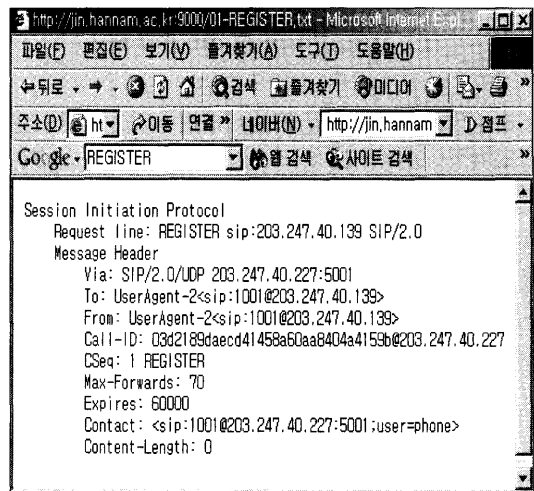 http://jin.hannam.ac.kr:9000/01-REGISTER.txt - Microsoft Internet Expl...
파일(F) 편집(E) 보기(V) 즐겨찾기(A) 도구(T) 도움말(H)
뒤로 검색 즐겨찾기 미디어 »
주소(D) ht 이동 연결 » 네이버(N) http://jin.hannam 점프
Google REGISTER 웹 검색 사이트 검색 »
Session Initiation Protocol
Request line: REGISTER sip:203.247.40.139 SIP/2.0
Message Header
Via: SIP/2.0/UDP 203.247.40.227:5001
To: UserAgent-2<sip:1001@203.247.40.139>
From: UserAgent-2<sip:1001@203.247.40.139>
Call-ID: 03d2189daecd41458a60aa8404a4159b@203.247.40.227
CSeq: 1 REGISTER
Max-Forwards: 70
Expires: 60000
Contact: <sip:1001@203.247.40.227:5001;user=phone>
Content-Length: 0